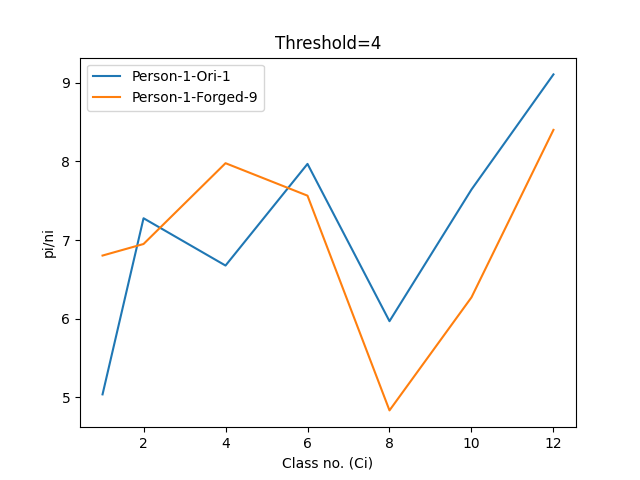 Threshold=4
Person-1-Ori-1
Person-1-Forged-9
9
8
7
6
5
pi/ni
2 4 6 8 10 12
Class no. (Ci)